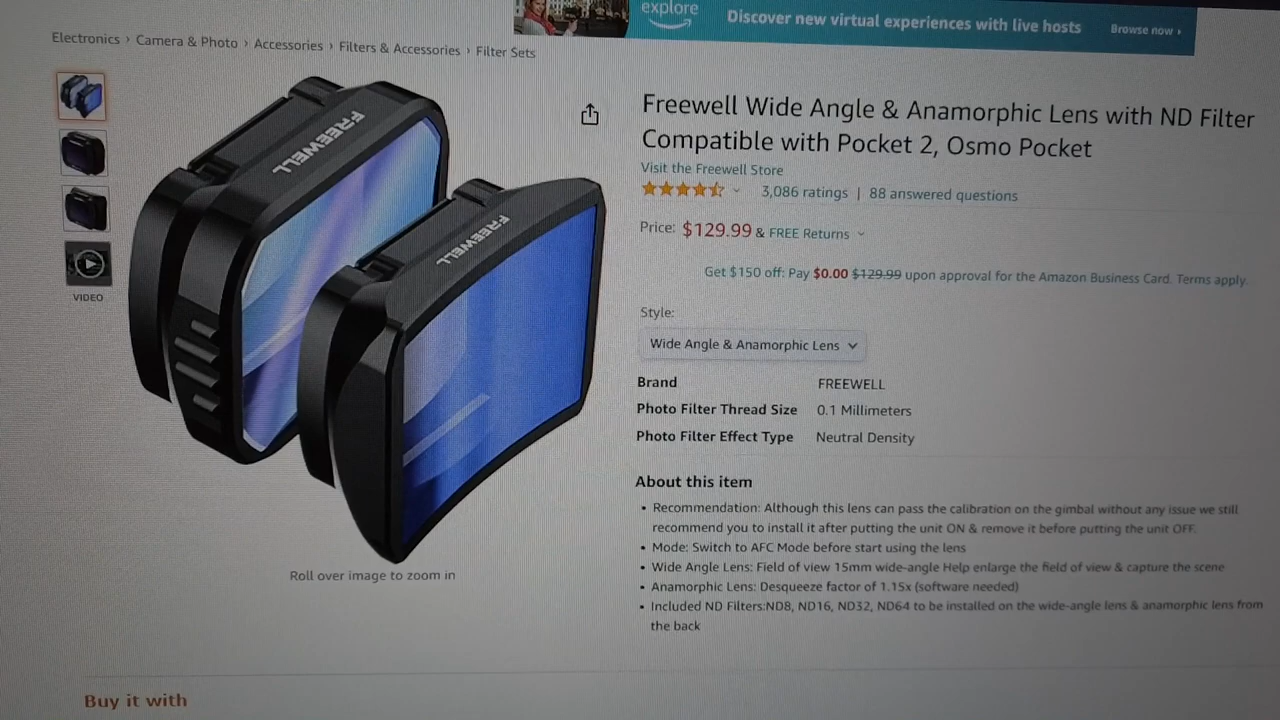 explore
Discover new virtual experiences with live hosts
Browse now
Electronics › Camera & Photo › Accessories › Filters & Accessories › Filter Sets
FREEWELL
FREEWELL
VIDEO
Roll over image to zoom in
Freewell Wide Angle & Anamorphic Lens with ND Filter
Compatible with Pocket 2, Osmo Pocket
Visit the Freewell Store
3,086 ratings | 88 answered questions
Price: $129.99 & FREE Returns
Get $150 off: Pay $0.00 $129.99 upon approval for the Amazon Business Card. Terms apply.
Style:
Wide Angle & Anamorphic Lens
Brand FREEWELL
Photo Filter Thread Size 0.1 Millimeters
Photo Filter Effect Type Neutral Density
About this item
• Recommendation: Although this lens can pass the calibration on the gimbal without any issue we still
recommend you to install it after putting the unit ON & remove it before putting the unit OFF.
• Mode: Switch to AFC Mode before start using the lens
• Wide Angle Lens: Field of view 15mm wide-angle Help enlarge the field of view & capture the scene
• Anamorphic Lens: Desqueeze factor of 1.15x (software needed)
• Included ND Filters:ND8, ND16, ND32, ND64 to be installed on the wide-angle lens & anamorphic lens from
the back
Buy it with